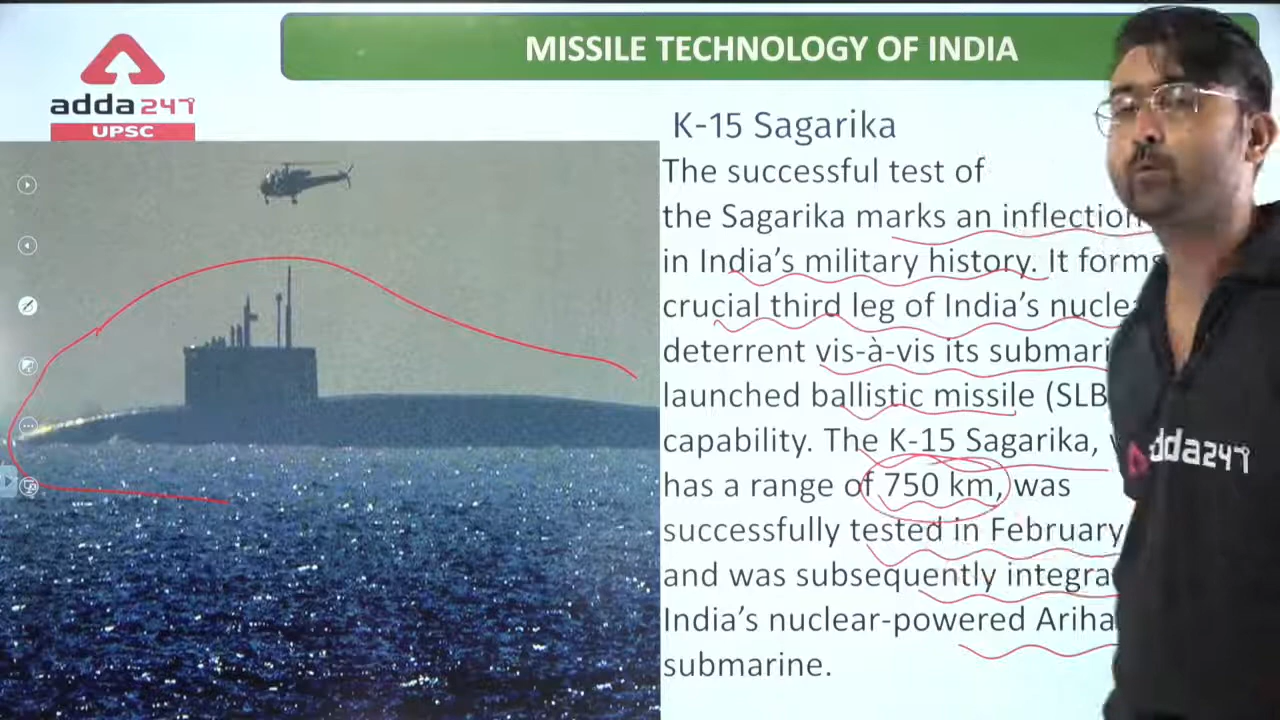 MISSILE TECHNOLOGY OF INDIA
adda247
UPSC
K-15 Sagarika
The successful test of
the Sagarika marks an inflection
in India's military history. It forms
crucial third leg of India's
deterrent vis-à-vis its
launched ballistic missile
capability. The K-15 Sagarika,
has a range of 750 km, was
successfully tested in February
and was subsequently
India's nuclear-powered
submarine.
adda247